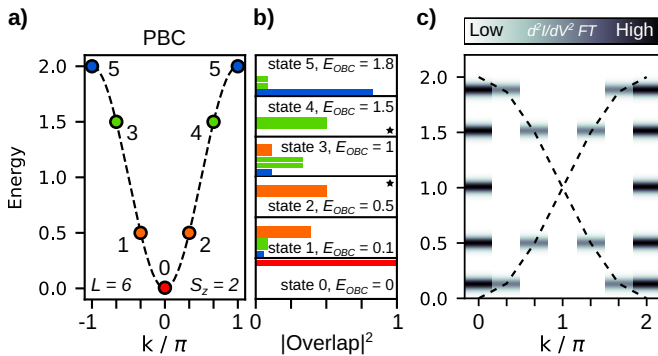 a)
PBC
b)
c)
Low d²I/dV² FT High
Energy
2.0
1.5
1.0
0.5
0.0
5
5
3
4
1
2
0
L = 6
S_z = 2
-1
0
1
k / π
state 5, E_OBC = 1.8
state 4, E_OBC = 1.5
★
state 3, E_OBC = 1
★
state 2, E_OBC = 0.5
state 1, E_OBC = 0.1
state 0, E_OBC = 0
0
1
|Overlap|²
2.0
1.5
1.0
0.5
0.0
0
1
2
k / π